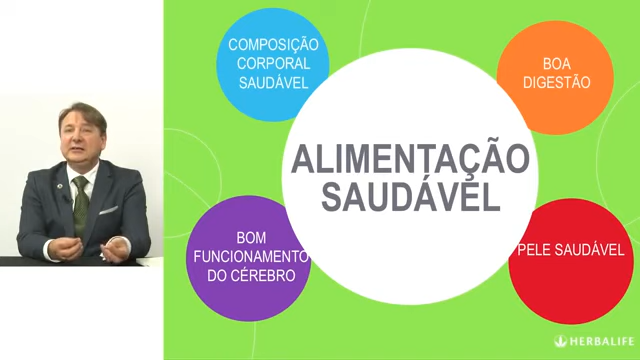 COMPOSIÇÃO
CORPORAL
SAUDÁVEL
BOA
DIGESTÃO
ALIMENTAÇÃO
SAUDÁVEL
BOM
FUNCIONAMENTO
DO CÉREBRO
PELE SAUDÁVEL
HERBALIFE